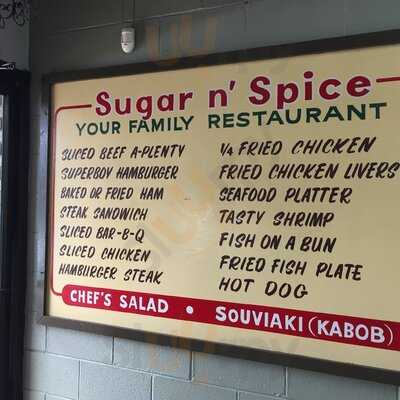 Sugar n' Spice
YOUR FAMILY RESTAURANT
SLICED BEEF A-PLENTY
SUPERBOY HAMBURGER
BAKED OR FRIED HAM
STEAK SANDWICH
SLICED BAR-B-Q
SLICED CHICKEN
HAMBURGER STEAK
¼ FRIED CHICKEN
FRIED CHICKEN LIVERS
SEAFOOD PLATTER
TASTY SHRIMP
FISH ON A BUN
FRIED FISH PLATE
HOT DOG
CHEF'S SALAD • SOUVIAKI (KABOB)